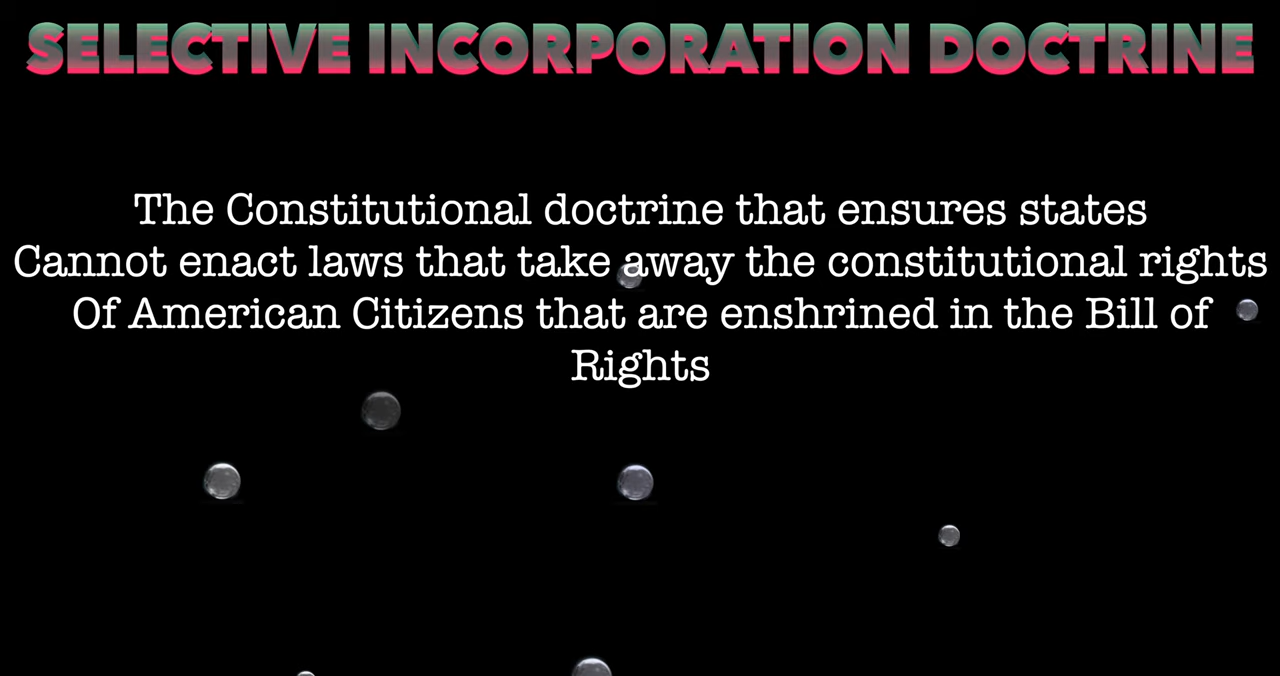 SELECTIVE INCORPORATION DOCTRINE
The Constitutional doctrine that ensures states
Cannot enact laws that take away the constitutional rights
Of American Citizens that are enshrined in the Bill of
Rights